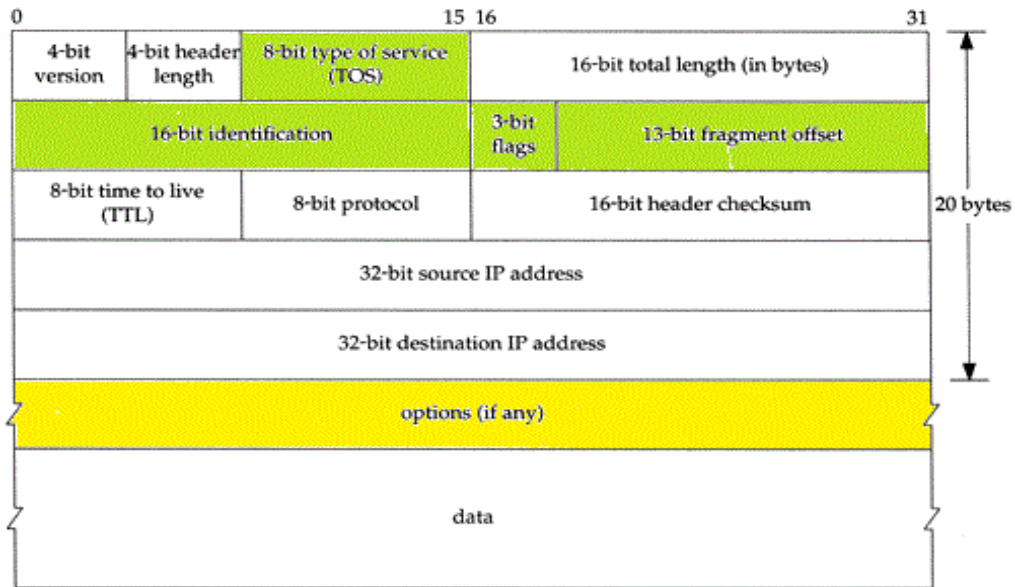 0 15 16 31
4-bit version
4-bit header length
8-bit type of service (TOS)
16-bit total length (in bytes)
16-bit identification
3-bit flags
13-bit fragment offset
8-bit time to live (TTL)
8-bit protocol
16-bit header checksum
20 bytes
32-bit source IP address
32-bit destination IP address
options (if any)
data